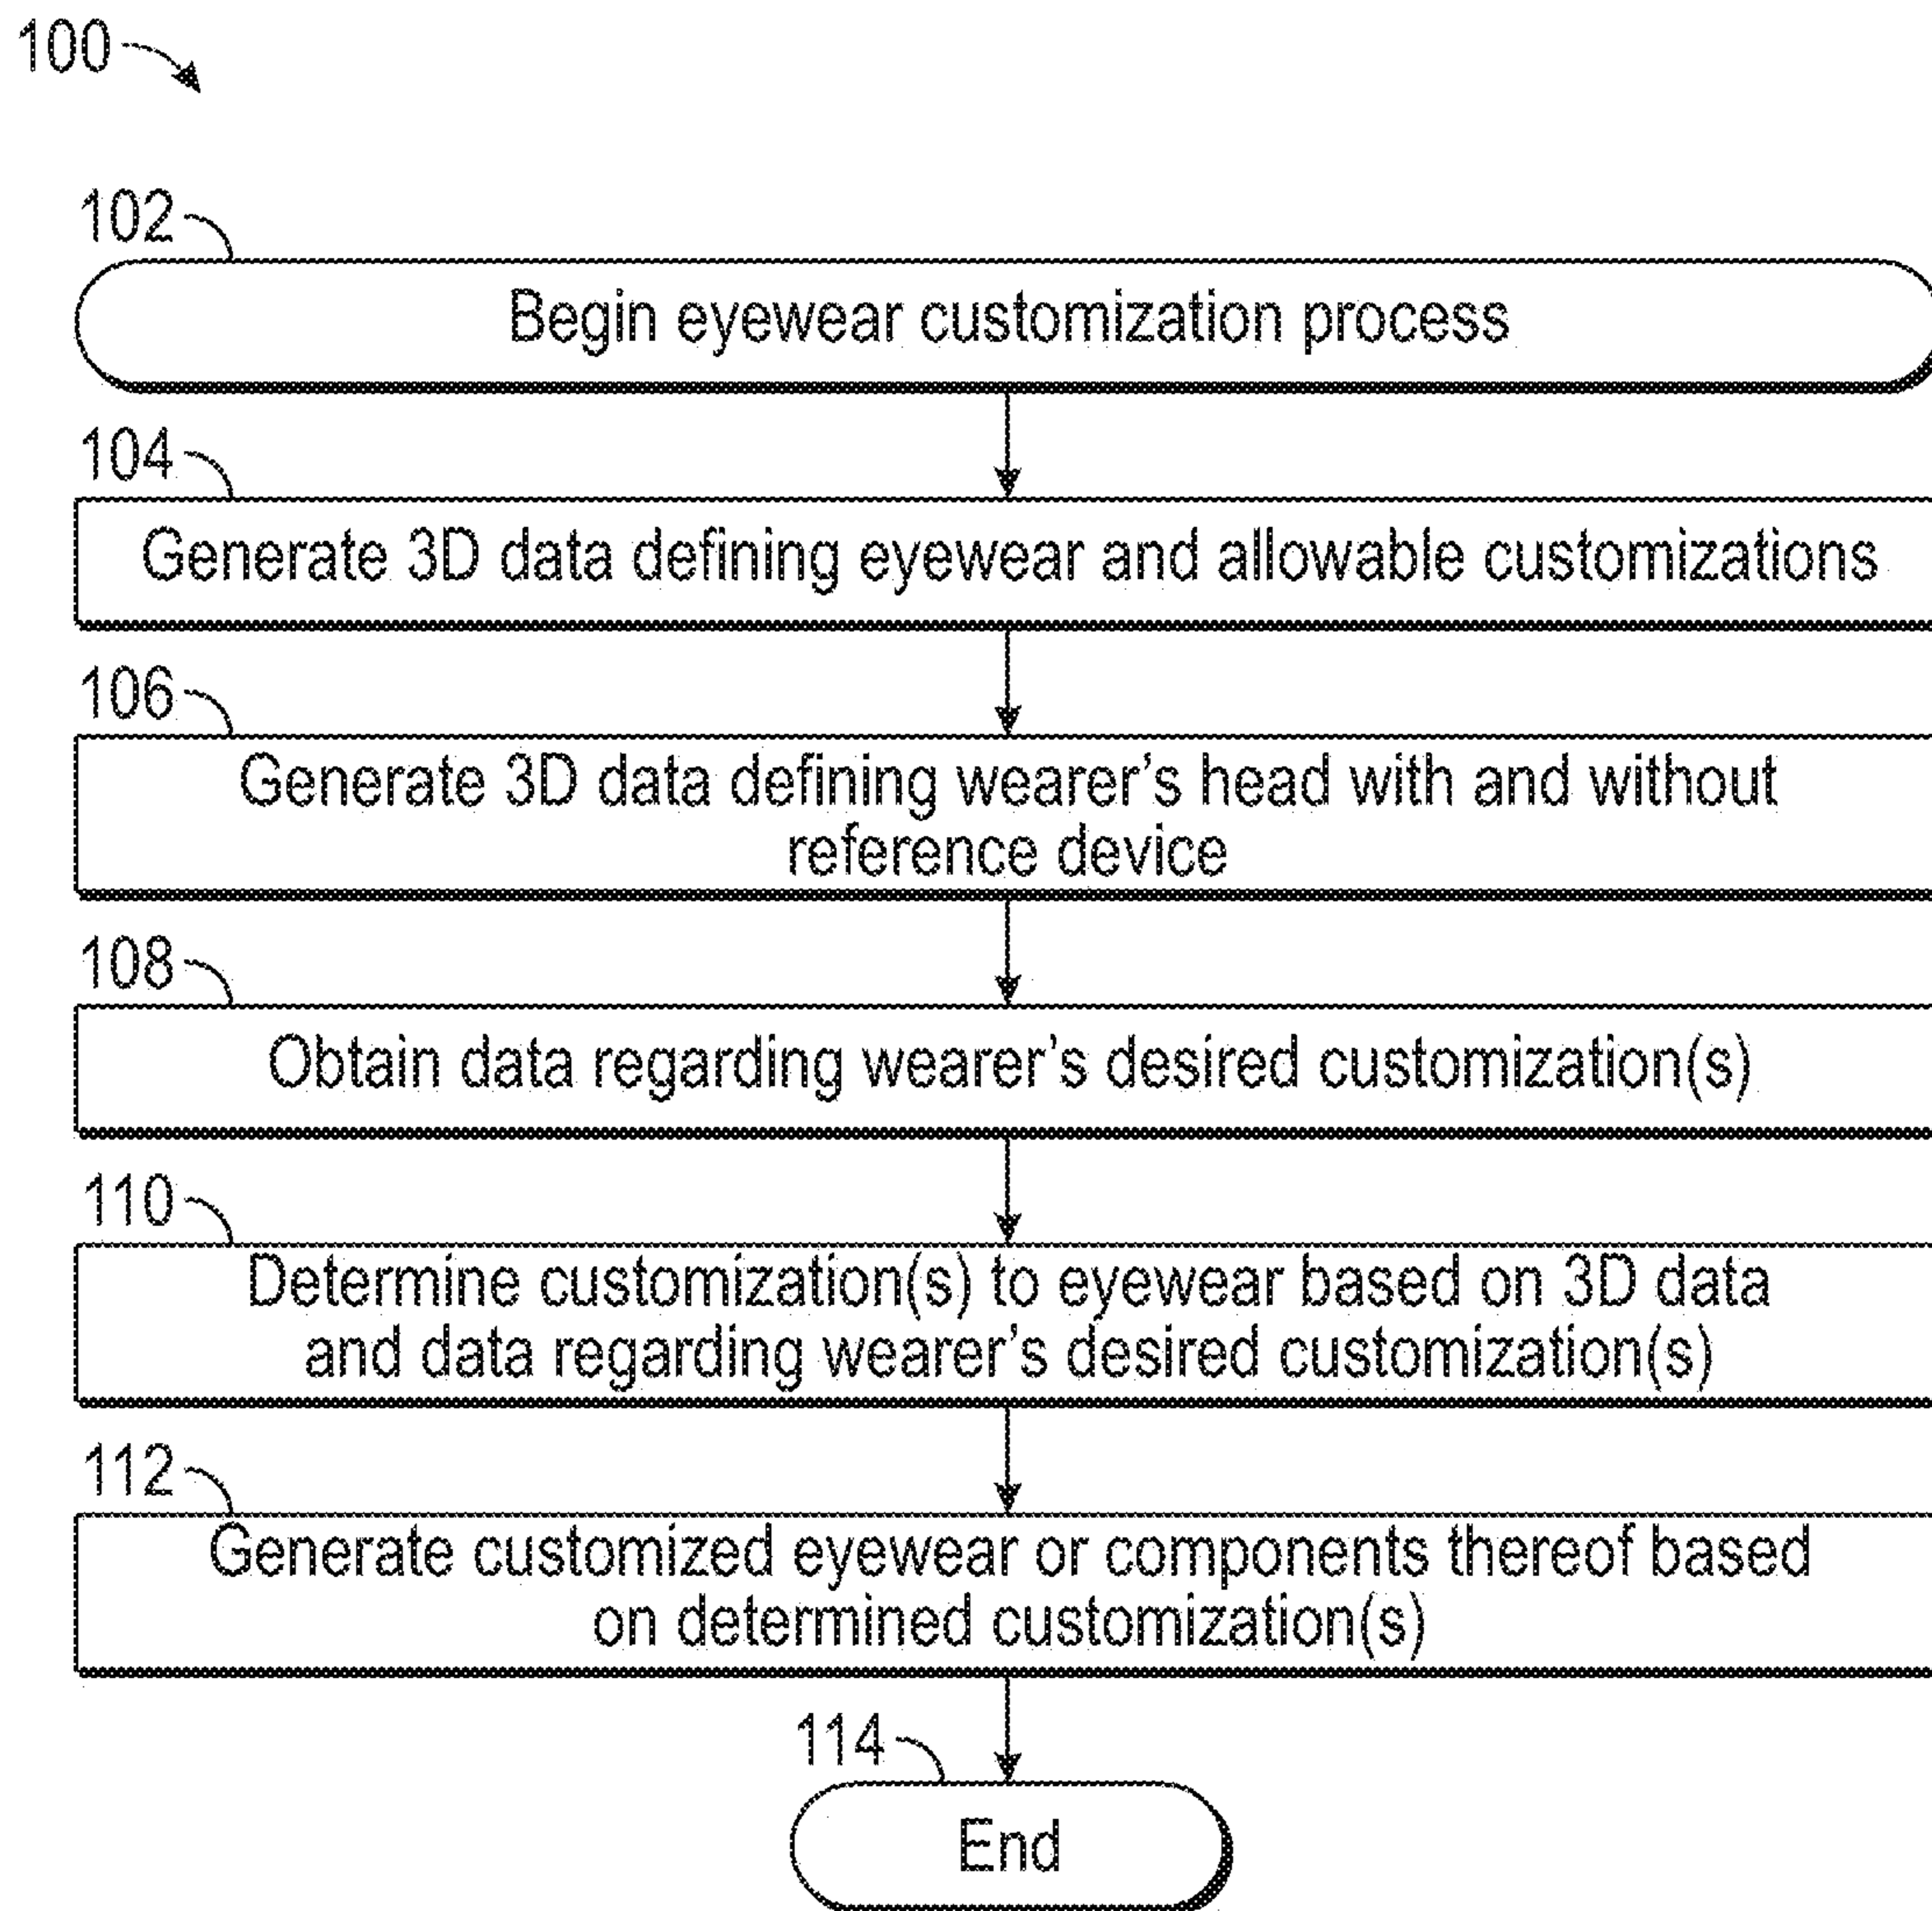 100
102
Begin eyewear customization process
104
Generate 3D data defining eyewear and allowable customizations
106
Generate 3D data defining wearer's head with and without
reference device
108
Obtain data regarding wearer's desired customization(s)
110
Determine customization(s) to eyewear based on 3D data
and data regarding wearer's desired customization(s)
112
Generate customized eyewear or components thereof based
on determined customization(s)
114
End